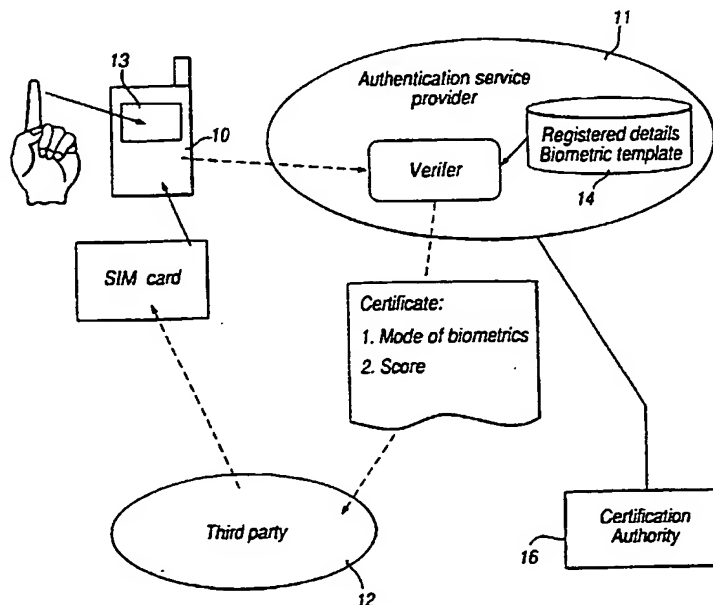 11
Authentication service
provider
13
10
Registered details
Biometric template
Verifer
14
SIM card
Certificate:
1. Mode of biometrics
2. Score
Third party
12
Certification
Authority
16